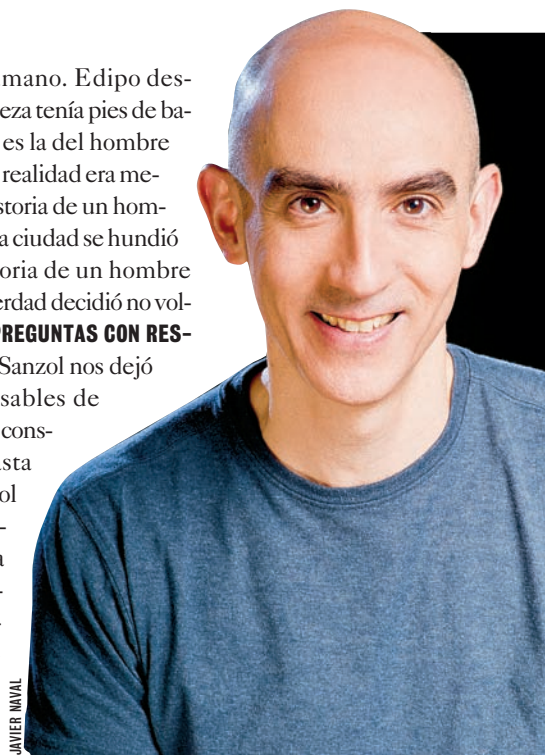 mano. Edipo des-
eza tenía pies de ba-
es la del hombre
realidad era me-
storia de un hom-
a ciudad se hundió
oria de un hombre
erdad decidió no vol-
PREGUNTAS CON RES-
Sanzol nos dejó
sables de
cons-
asta
ol
-
a
-
.
JAVIER NAVAL